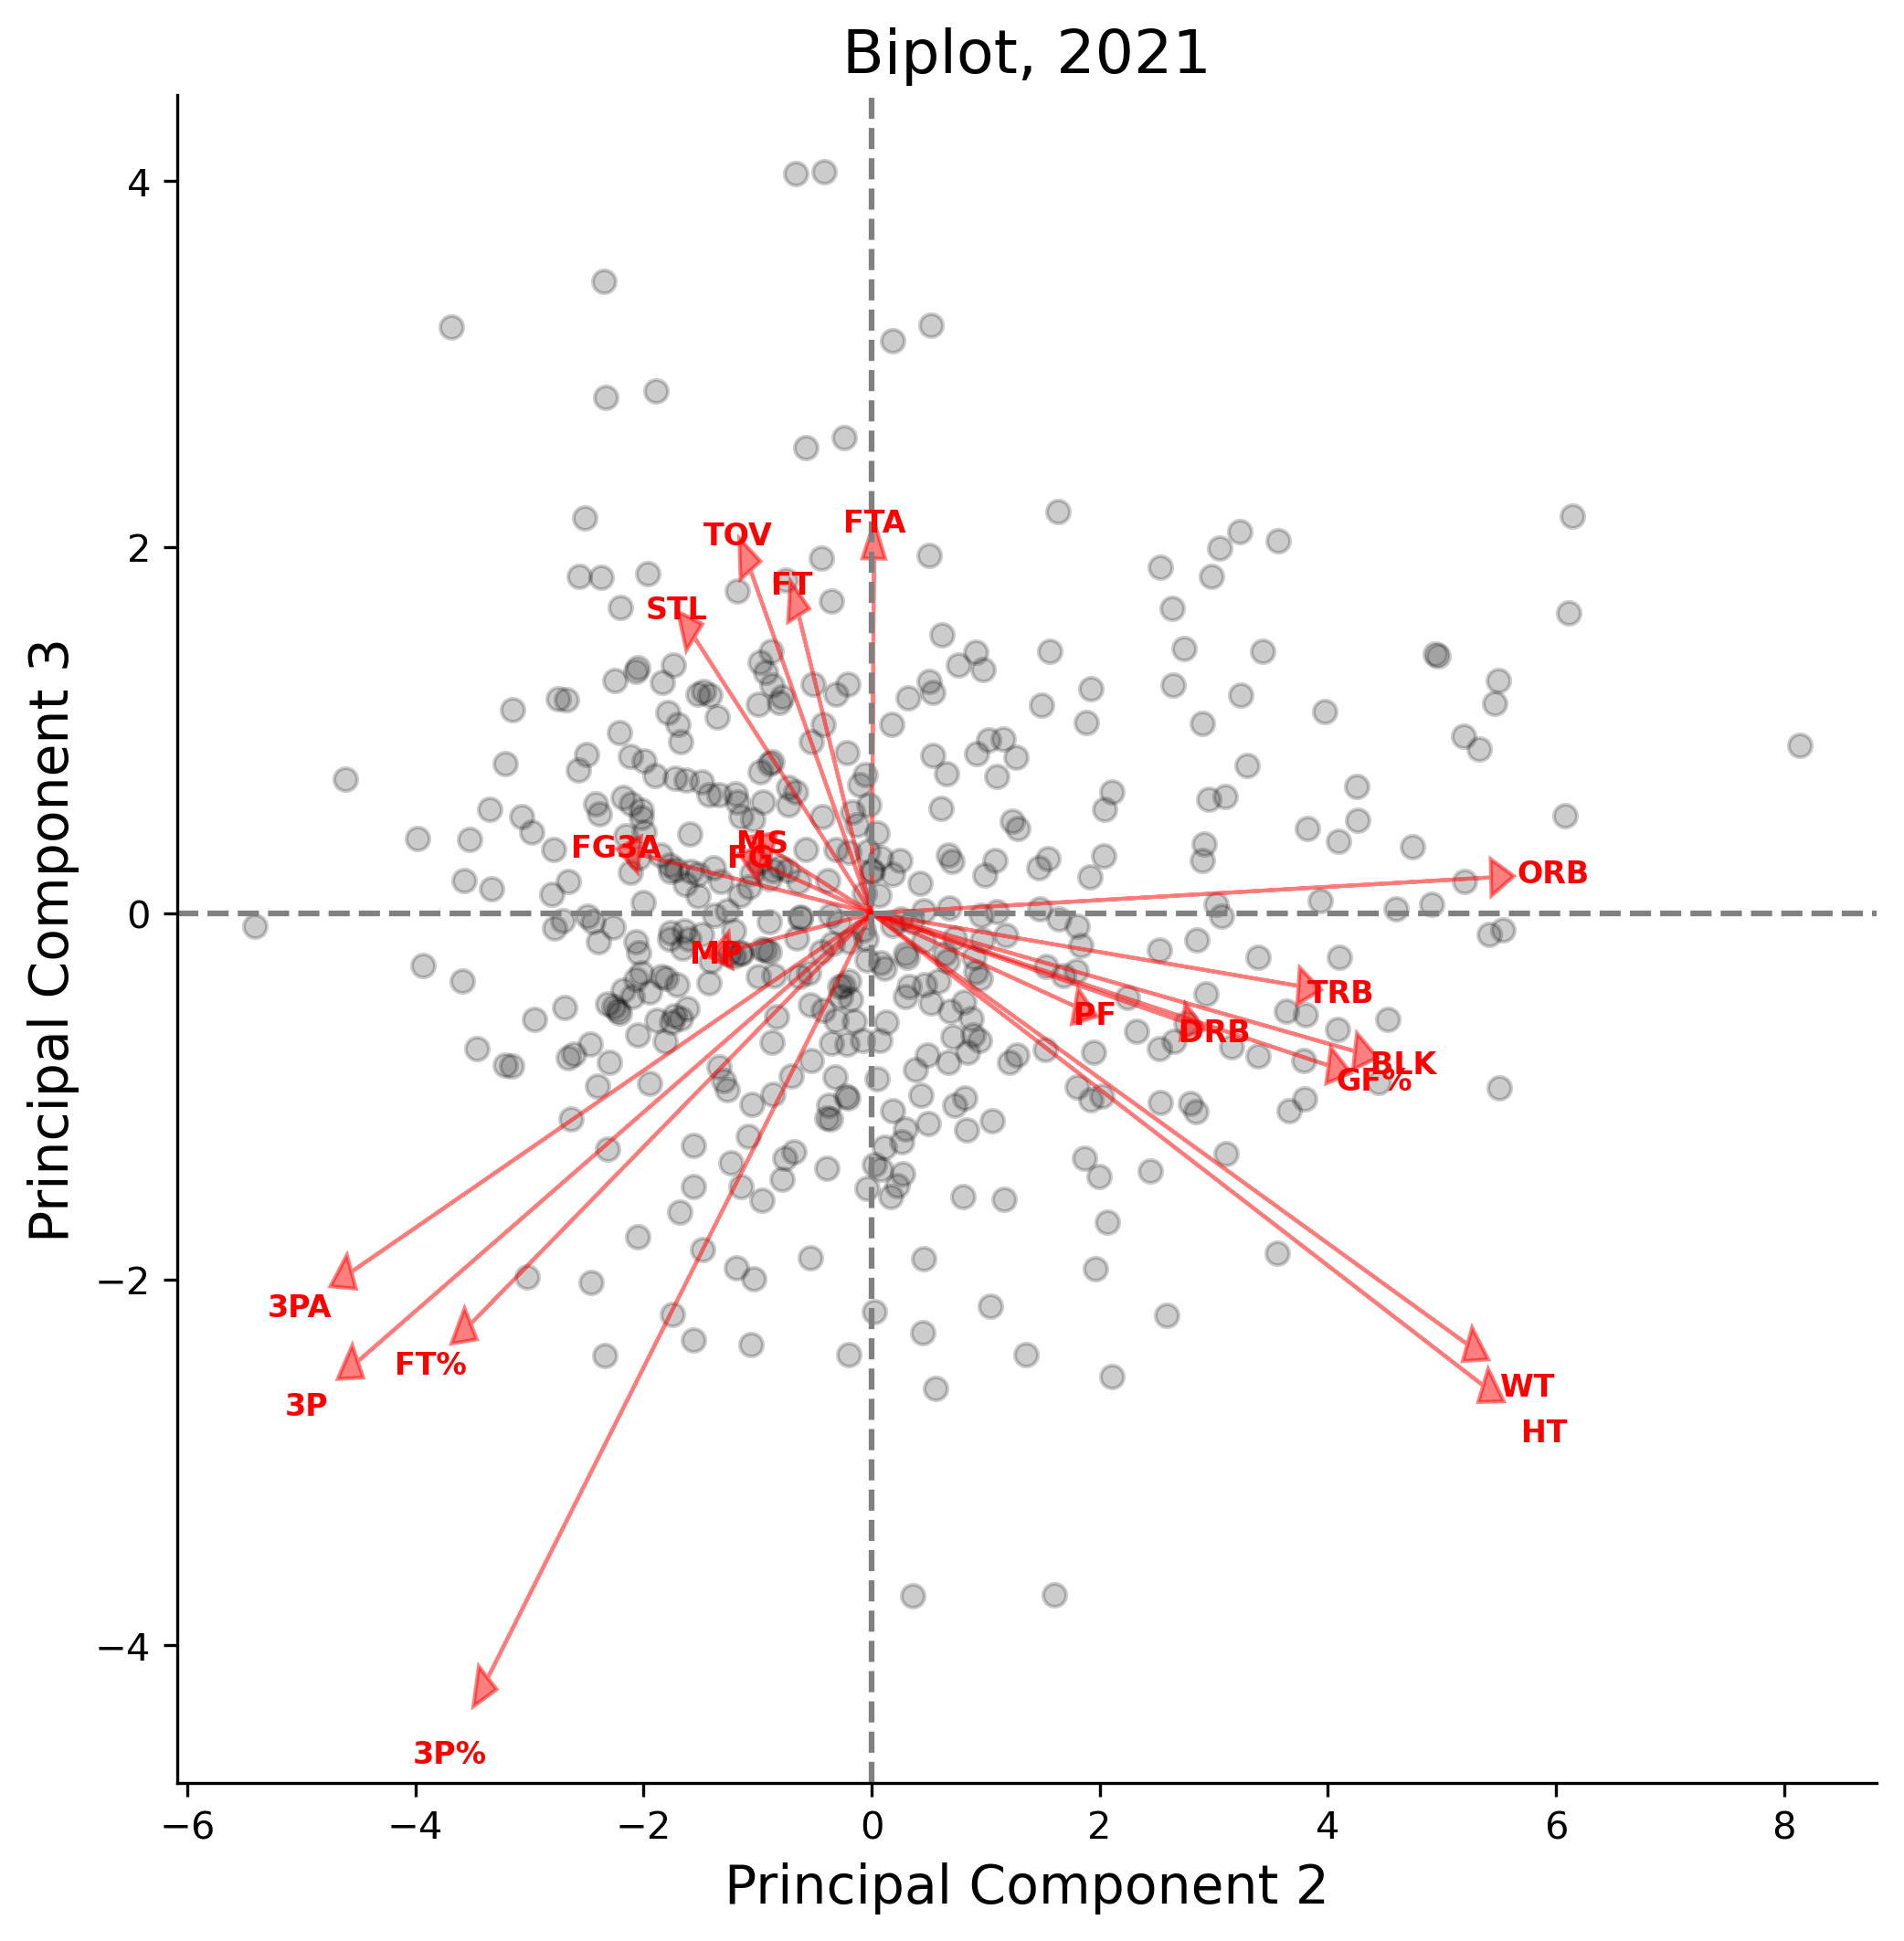 Biplot, 2021
Principal Component 3
4
2
0
−2
−4
TOV
FTA
FT
STL
FG3A
MS
FG
ORB
MP
TRB
PF
DRB
BLK
GF%
3PA
FT%
3P
WT
HT
3P%
−6
−4
−2
0
2
4
6
8
Principal Component 2